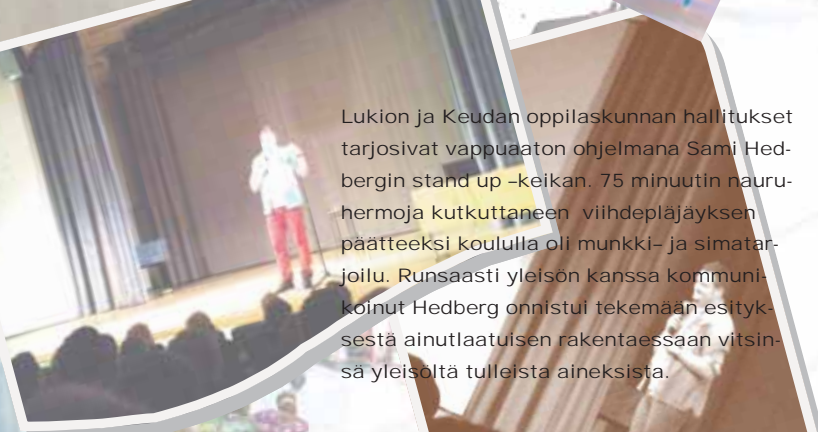 Lukion ja Keudan oppilaskunnan hallitukset
tarjosivat vappuaaton ohjelmana Sami Hed-
bergin stand up –keikan. 75 minuutin nauru-
hermoja kutkuttaneen  viihdepläjäyksen
päätteeksi koululla oli munkki– ja simatar-
joilu. Runsaasti yleisön kanssa kommuni-
koinut Hedberg onnistui tekemään esityk-
sestä ainutlaatuisen rakentaessaan vitsin-
sä yleisöltä tulleista aineksista.